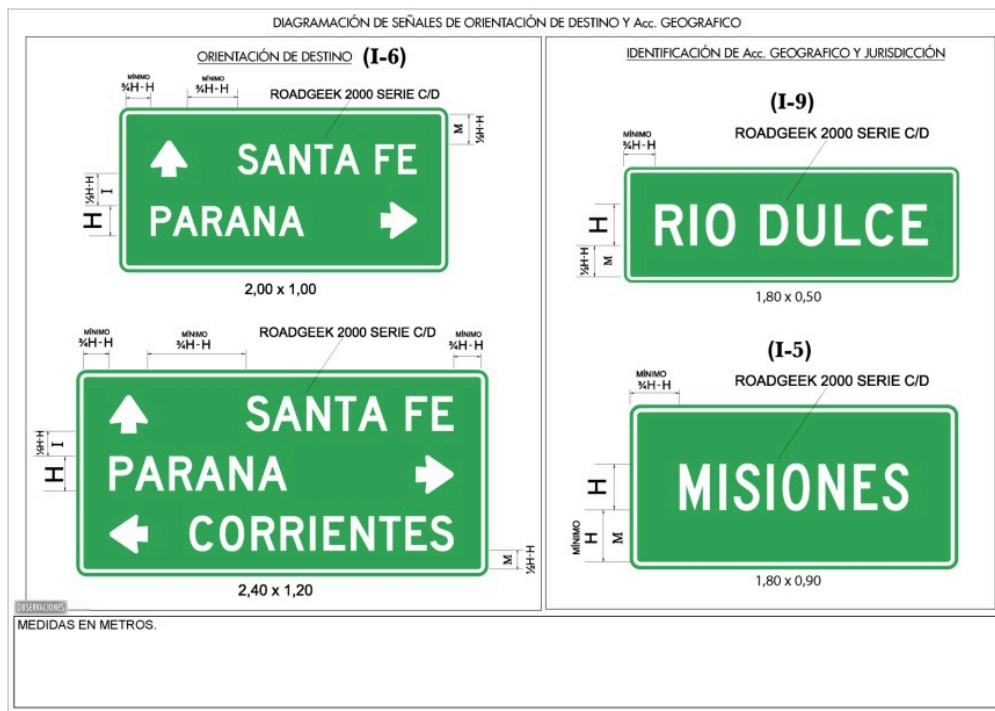 DIAGRAMACIÓN DE SEÑALES DE ORIENTACIÓN DE DESTINO Y Acc. GEOGRAFICO
ORIENTACIÓN DE DESTINO (I-6)
MÍNIMO
¾H-H
MÍNIMO
¾H-H
ROADGEEK 2000 SERIE C/D
M
½H-H
SANTA FE
½H-H
I
H
PARANA
2,00 x 1,00
MÍNIMO
¾H-H
MÍNIMO
¾H-H
ROADGEEK 2000 SERIE C/D
MÍNIMO
¾H-H
SANTA FE
½H-H
I
H
PARANA
CORRIENTES
M
½H-H
2,40 x 1,20
IDENTIFICACIÓN DE Acc. GEOGRAFICO Y JURISDICCIÓN
(I-9)
MÍNIMO
¾H-H
ROADGEEK 2000 SERIE C/D
H
RIO DULCE
½H-H
M
1,80 x 0,50
(I-5)
MÍNIMO
¾H-H
ROADGEEK 2000 SERIE C/D
H
MISIONES
MÍNIMO
H
M
1,80 x 0,90
OBSERVACIONES
MEDIDAS EN METROS.